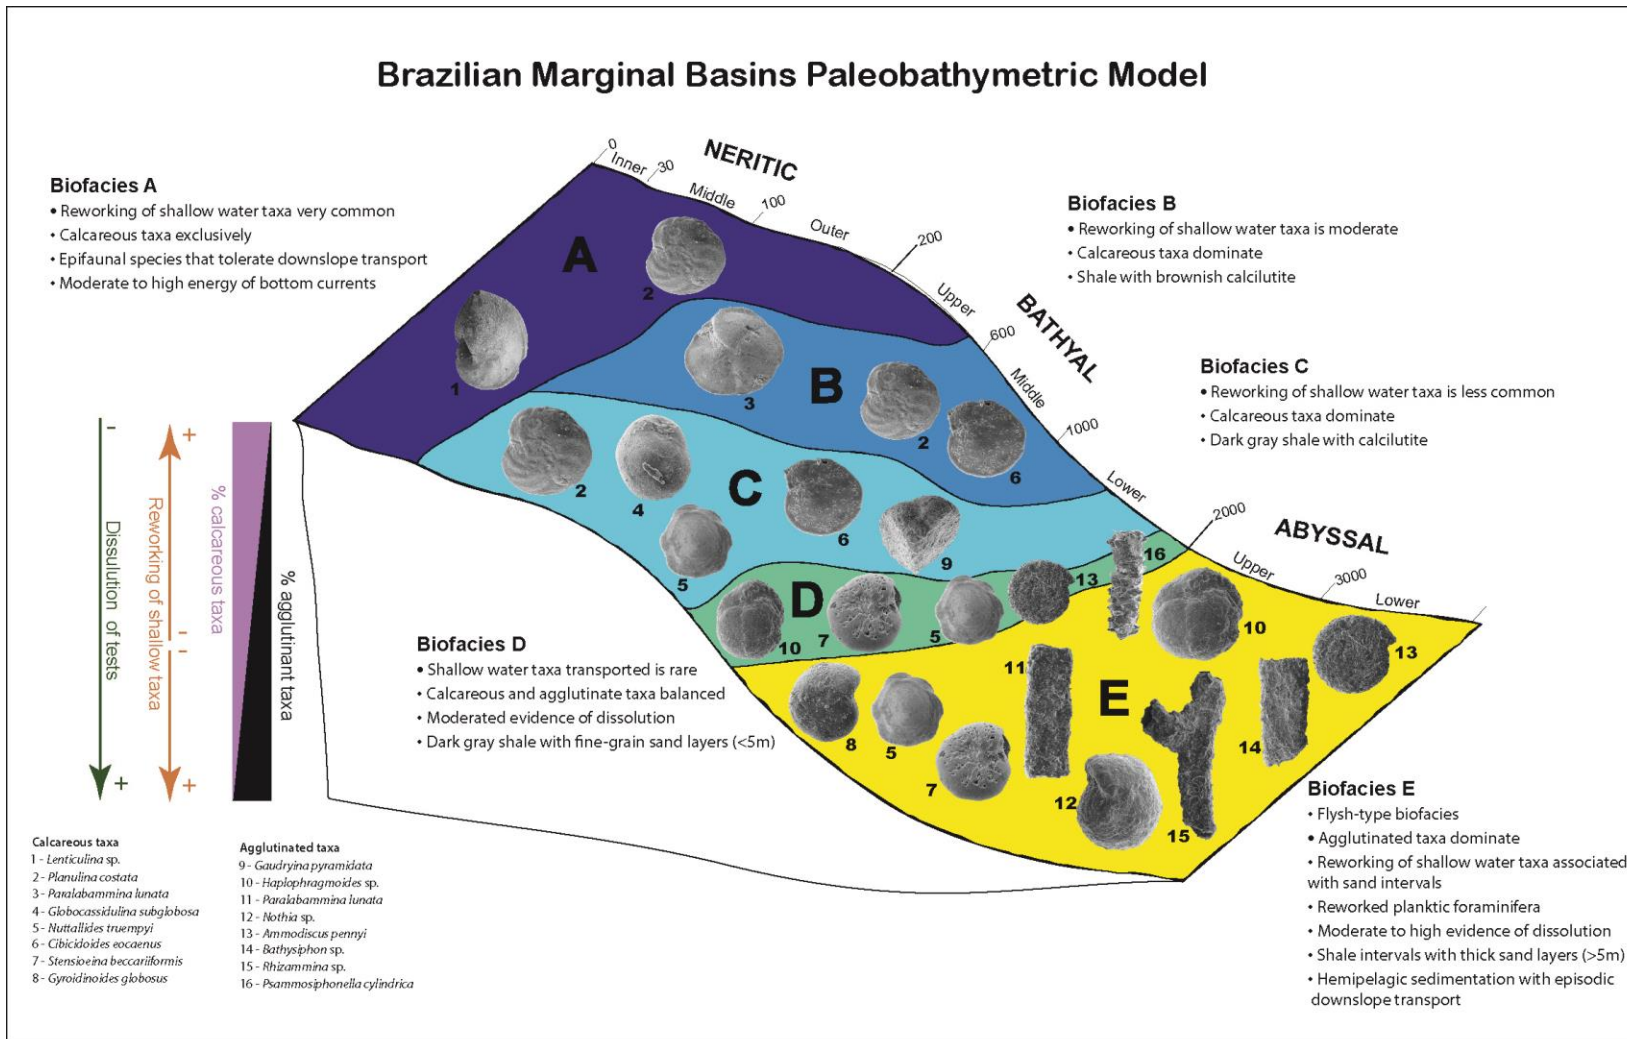 Brazilian Marginal Basins Paleobathymetric Model
Biofacies A
• Reworking of shallow water taxa very common
• Calcareous taxa exclusively
• Epifaunal species that tolerate downslope transport
• Moderate to high energy of bottom currents
0
Inner
30
NERITIC
Middle
100
Outer
200
Upper
BATHYAL
600
Middle
1000
Lower
2000
ABYSSAL
Upper
3000
Lower
Biofacies B
• Reworking of shallow water taxa is moderate
• Calcareous taxa dominate
• Shale with brownish calcilutite
Biofacies C
• Reworking of shallow water taxa is less common
• Calcareous taxa dominate
• Dark gray shale with calcilutite
A
2
1
B
3
2
6
C
2
4
5
6
9
D
10
7
5
13
16
E
10
13
11
8
5
7
12
15
14
-
+
Dissulution of tests
+
-
-
+
Reworking of shallow taxa
% calcareous taxa
% agglutinant taxa
Biofacies D
• Shallow water taxa transported is rare
• Calcareous and agglutinate taxa balanced
• Moderated evidence of dissolution
• Dark gray shale with fine-grain sand layers (<5m)
Biofacies E
• Flysh-type biofacies
• Agglutinated taxa dominate
• Reworking of shallow water taxa associated
with sand intervals
• Reworked planktic foraminifera
• Moderate to high evidence of dissolution
• Shale intervals with thick sand layers (>5m)
• Hemipelagic sedimentation with episodic
downslope transport
Calcareous taxa
1 - Lenticulina sp.
2 - Planulina costata
3 - Paralabammina lunata
4 - Globocassidulina subglobosa
5 - Nuttallides truempyi
6 - Cibicidoides eocaenus
7 - Stensioeina beccariiformis
8 - Gyroidinoides globosus
Agglutinated taxa
9 - Gaudryina pyramidata
10 - Haplophragmoides sp.
11 - Paralabammina lunata
12 - Nothia sp.
13 - Ammodiscus pennyi
14 - Bathysiphon sp.
15 - Rhizammina sp.
16 - Psammosiphonella cylindrica